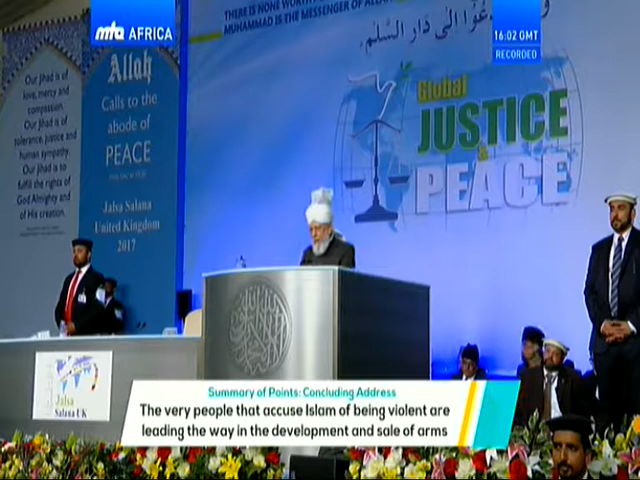 mta AFRICA
16:02 GMT
RECORDED
THERE IS NONE WORTHY
MUHAMMAD IS THE MESSENGER OF ALLAH
إلى دار السلم
Our Jihad is of
love, mercy and
compassion.
Our Jihad is of
tolerance, justice and
human sympathy.
Our Jihad is to
fulfil the rights of
God Almighty and
of His creation.
Allah
Calls to the
abode of
PEACE
Jalsa Salana
United Kingdom
2017
Global
JUSTICE
&
PEACE
Jalsa
Salana UK
Summary of Points: Concluding Address
The very people that accuse Islam of being violent are
leading the way in the development and sale of arms